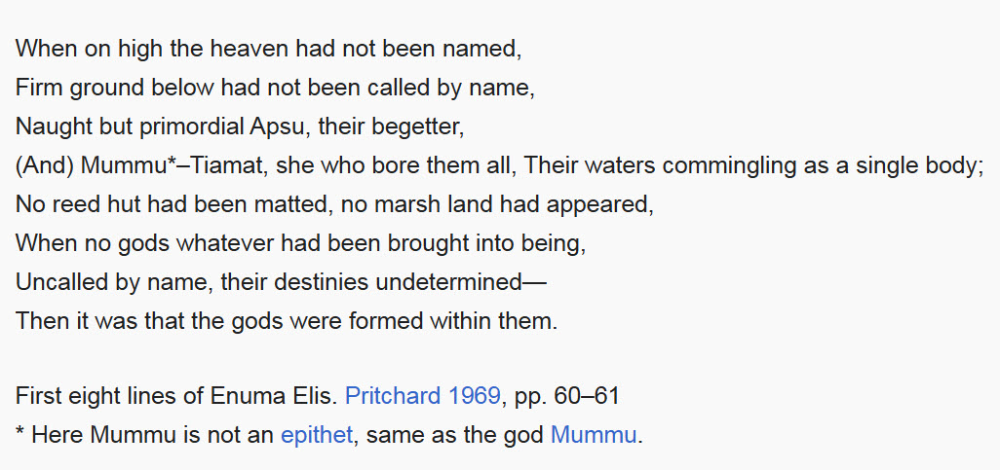 When on high the heaven had not been named,
Firm ground below had not been called by name,
Naught but primordial Apsu, their begetter,
(And) Mummu*–Tiamat, she who bore them all, Their waters commingling as a single body;
No reed hut had been matted, no marsh land had appeared,
When no gods whatever had been brought into being,
Uncalled by name, their destinies undetermined—
Then it was that the gods were formed within them.
First eight lines of Enuma Elis. Pritchard 1969, pp. 60–61
* Here Mummu is not an epithet, same as the god Mummu.